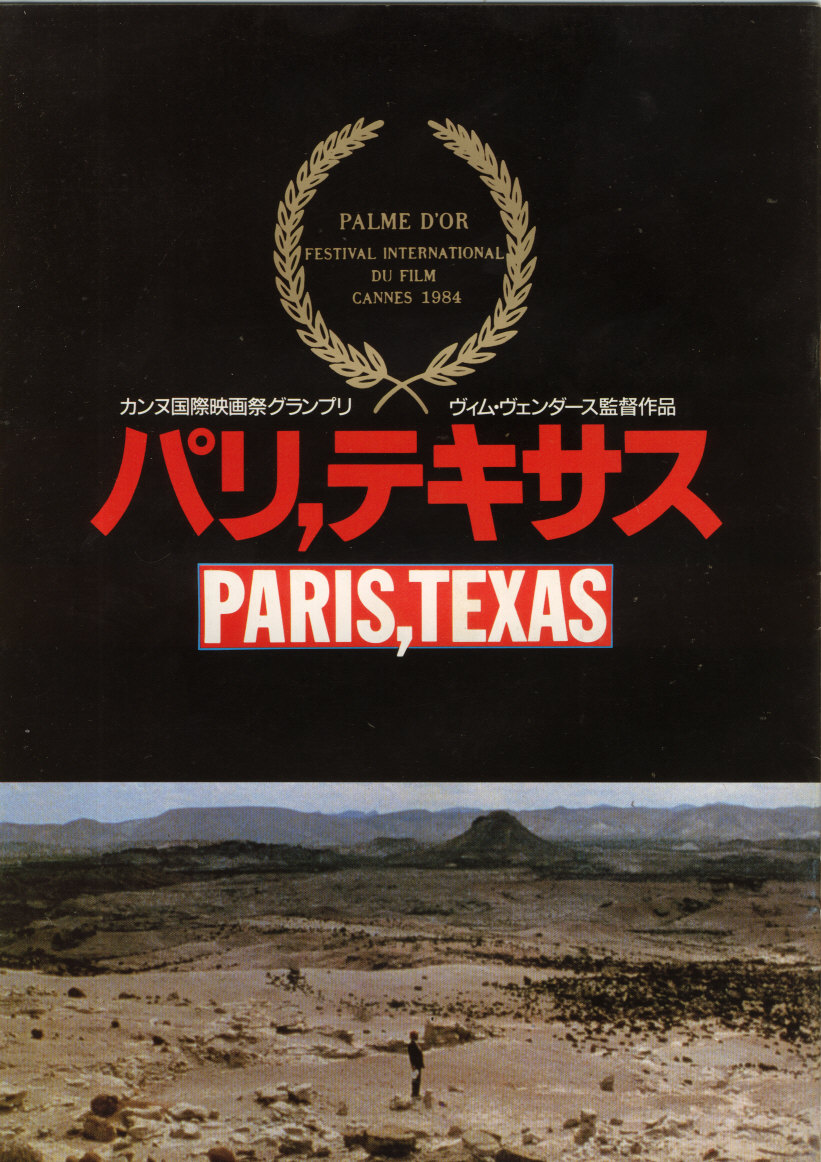 PALME D'OR
FESTIVAL INTERNATIONAL
DU FILM
CANNES 1984
カンヌ国際映画祭グランプリ ヴィム・ヴェンダース監督作品
パリ,テキサス
PARIS,TEXAS